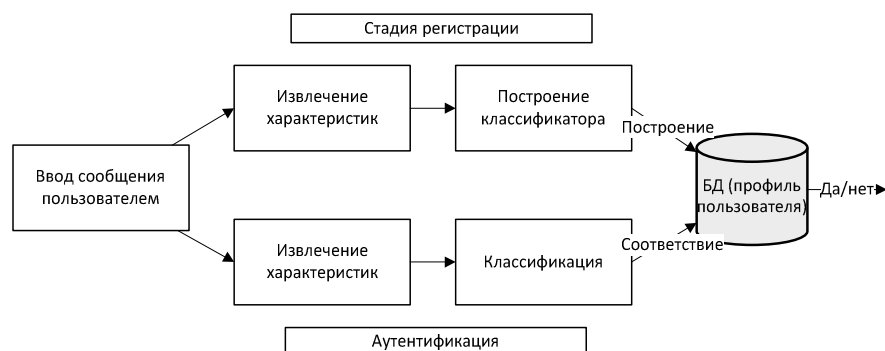 Стадия регистрации
Извлечение
характеристик
Построение
классификатора
Построение
Ввод сообщения
пользователем
БД (профиль
пользователя)
Да/нет
Извлечение
характеристик
Классификация
Соответствие
Аутентификация